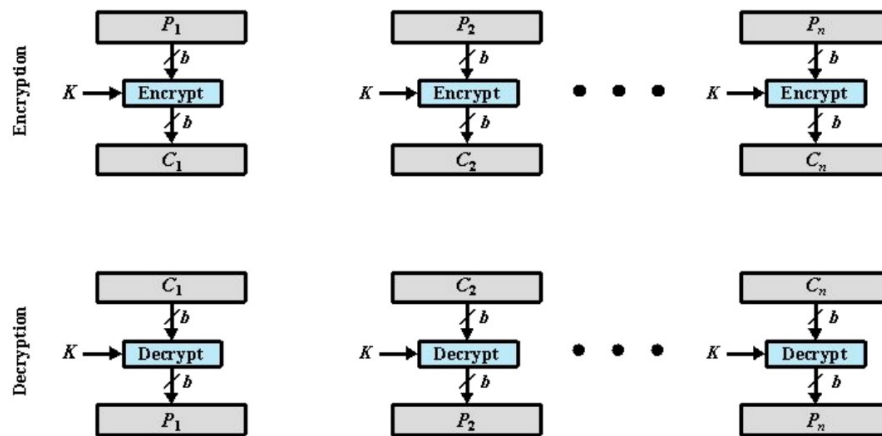 P1 P2 Pn
b b b
Encryption
K Encrypt K Encrypt K Encrypt
b b b
C1 C2 Cn
C1 C2 Cn
b b b
Decryption
K Decrypt K Decrypt K Decrypt
b b b
P1 P2 Pn